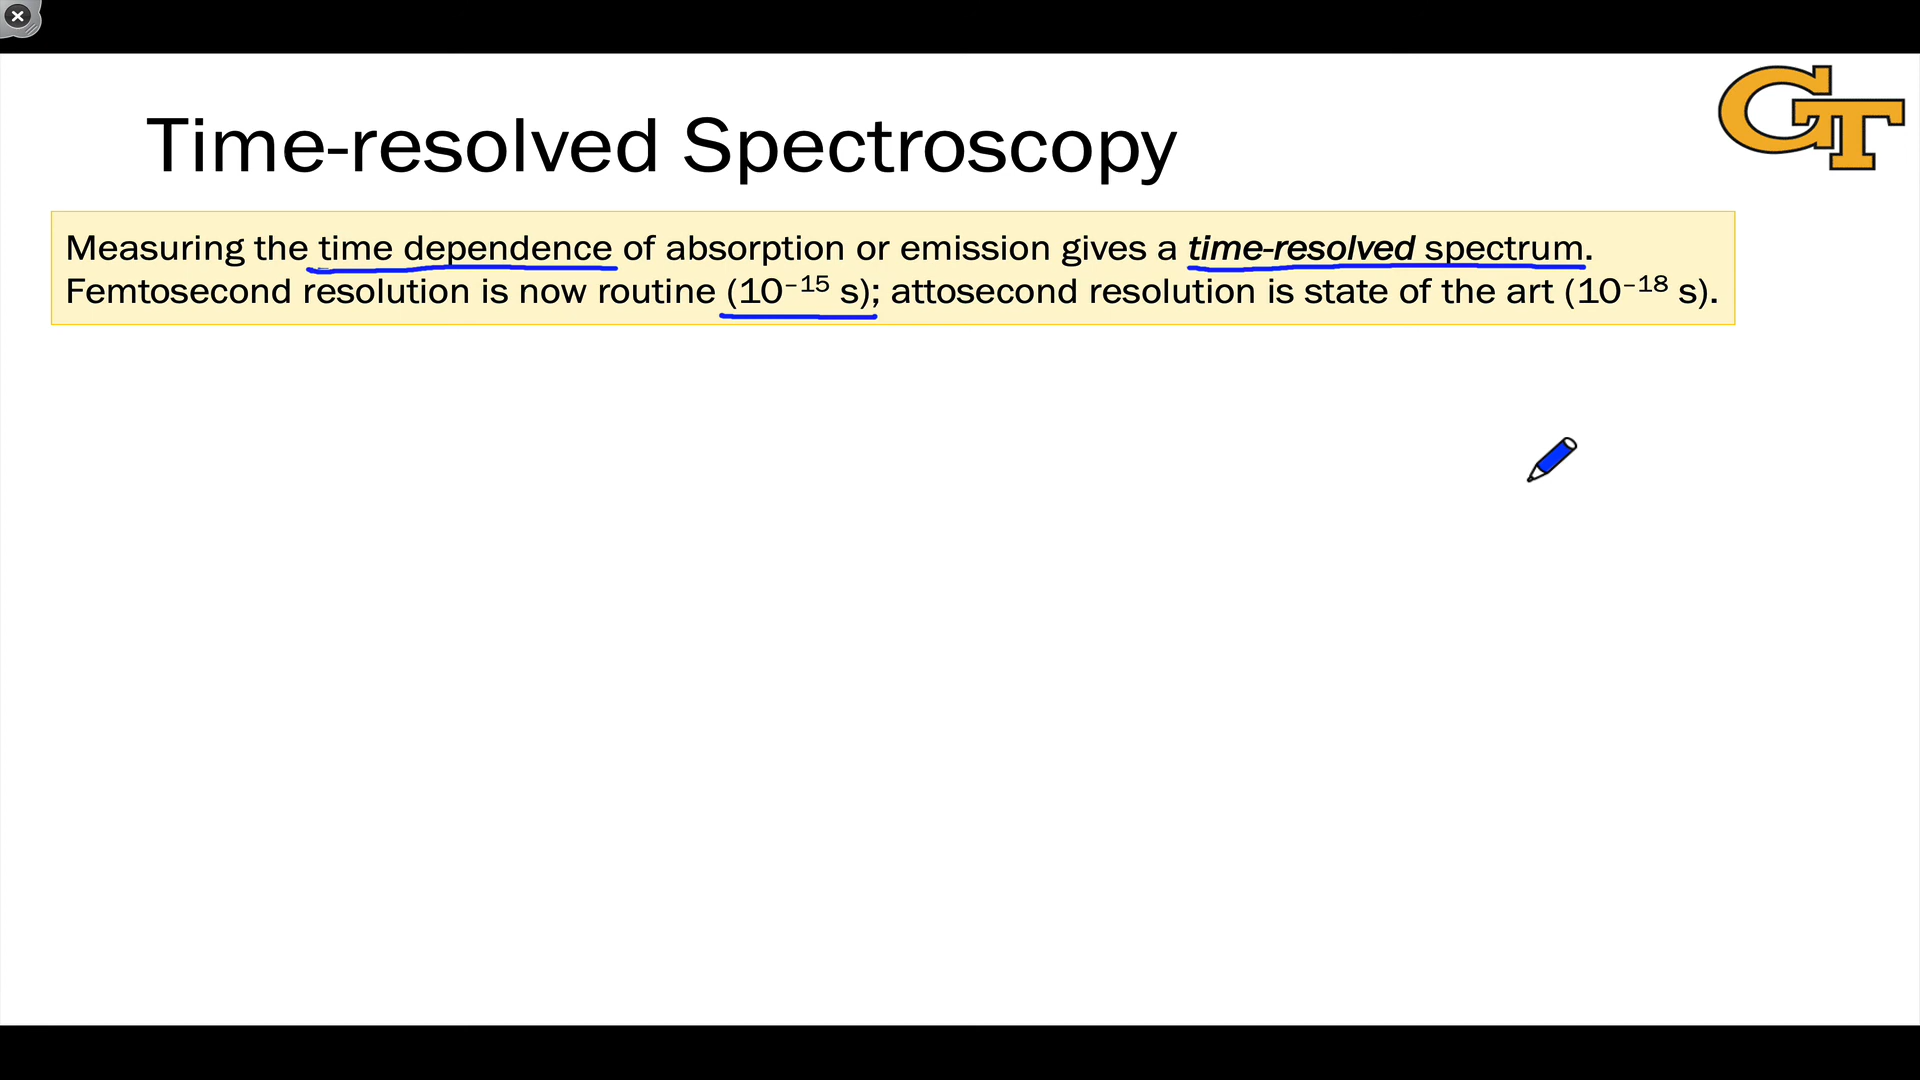 GT
Time-resolved Spectroscopy
Measuring the time dependence of absorption or emission gives a time-resolved spectrum.
Femtosecond resolution is now routine (10⁻¹⁵ s); attosecond resolution is state of the art (10⁻¹⁸ s).